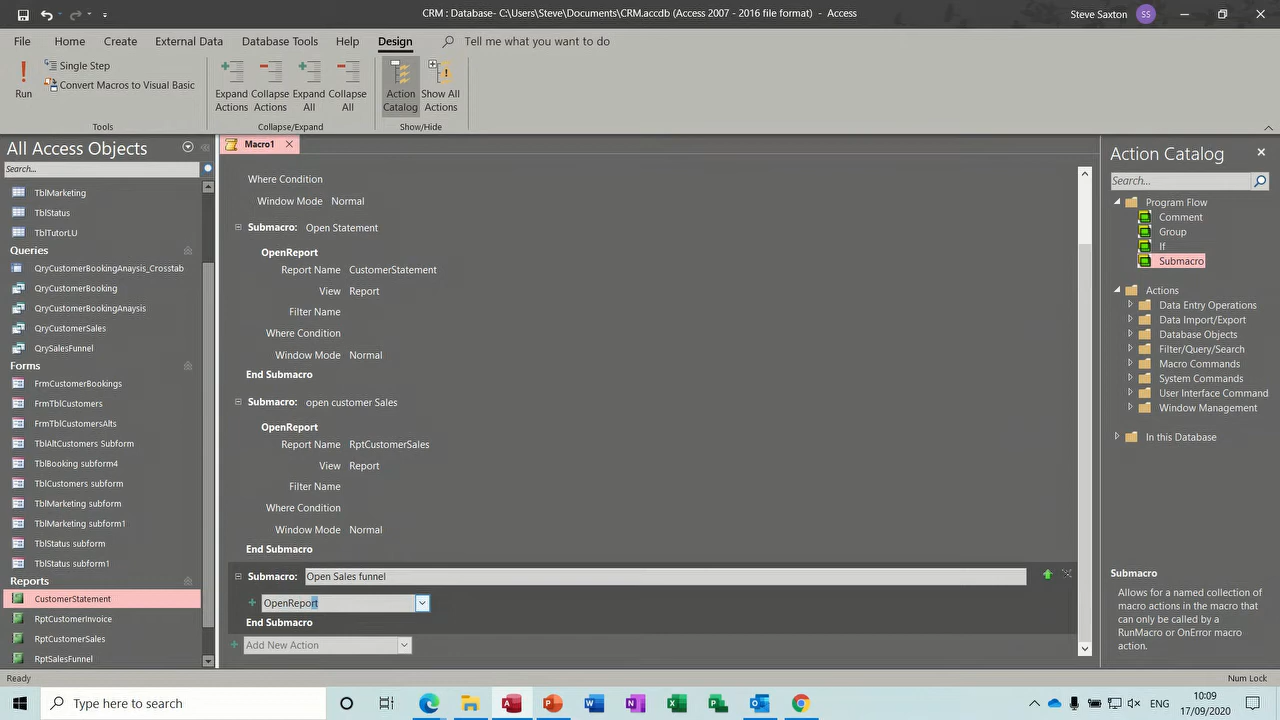 CRM : Database- C:\Users\Steve\Documents\CRM.accdb (Access 2007 - 2016 file format) - Access
Steve Saxton
SS
File
Home
Create
External Data
Database Tools
Help
Design
Tell me what you want to do
Run
Single Step
Convert Macros to Visual Basic
Tools
Expand Actions
Collapse Actions
Expand All
Collapse All
Collapse/Expand
Action Catalog
Show All Actions
Show/Hide
All Access Objects
Search...
TblMarketing
TblStatus
TblTutorLU
Queries
QryCustomerBookingAnaysis_Crosstab
QryCustomerBooking
QryCustomerBookingAnaysis
QryCustomerSales
QrySalesFunnel
Forms
FrmCustomerBookings
FrmTblCustomers
FrmTblCustomersAlts
TblAltCustomers Subform
TblBooking subform4
TblCustomers subform
TblMarketing subform
TblMarketing subform1
TblStatus subform
TblStatus subform1
Reports
CustomerStatement
RptCustomerInvoice
RptCustomerSales
RptSalesFunnel
Macro1
Where Condition
Window Mode Normal
Submacro: Open Statement
OpenReport
Report Name CustomerStatement
View Report
Filter Name
Where Condition
Window Mode Normal
End Submacro
Submacro: open customer Sales
OpenReport
Report Name RptCustomerSales
View Report
Filter Name
Where Condition
Window Mode Normal
End Submacro
Submacro: Open Sales funnel
OpenReport
End Submacro
Add New Action
Action Catalog
Search...
Program Flow
Comment
Group
If
Submacro
Actions
Data Entry Operations
Data Import/Export
Database Objects
Filter/Query/Search
Macro Commands
System Commands
User Interface Command
Window Management
In this Database
Submacro
Allows for a named collection of
macro actions in the macro that
can only be called by a
RunMacro or OnError macro
action.
Ready
Num Lock
Type here to search
ENG
10:09
17/09/2020